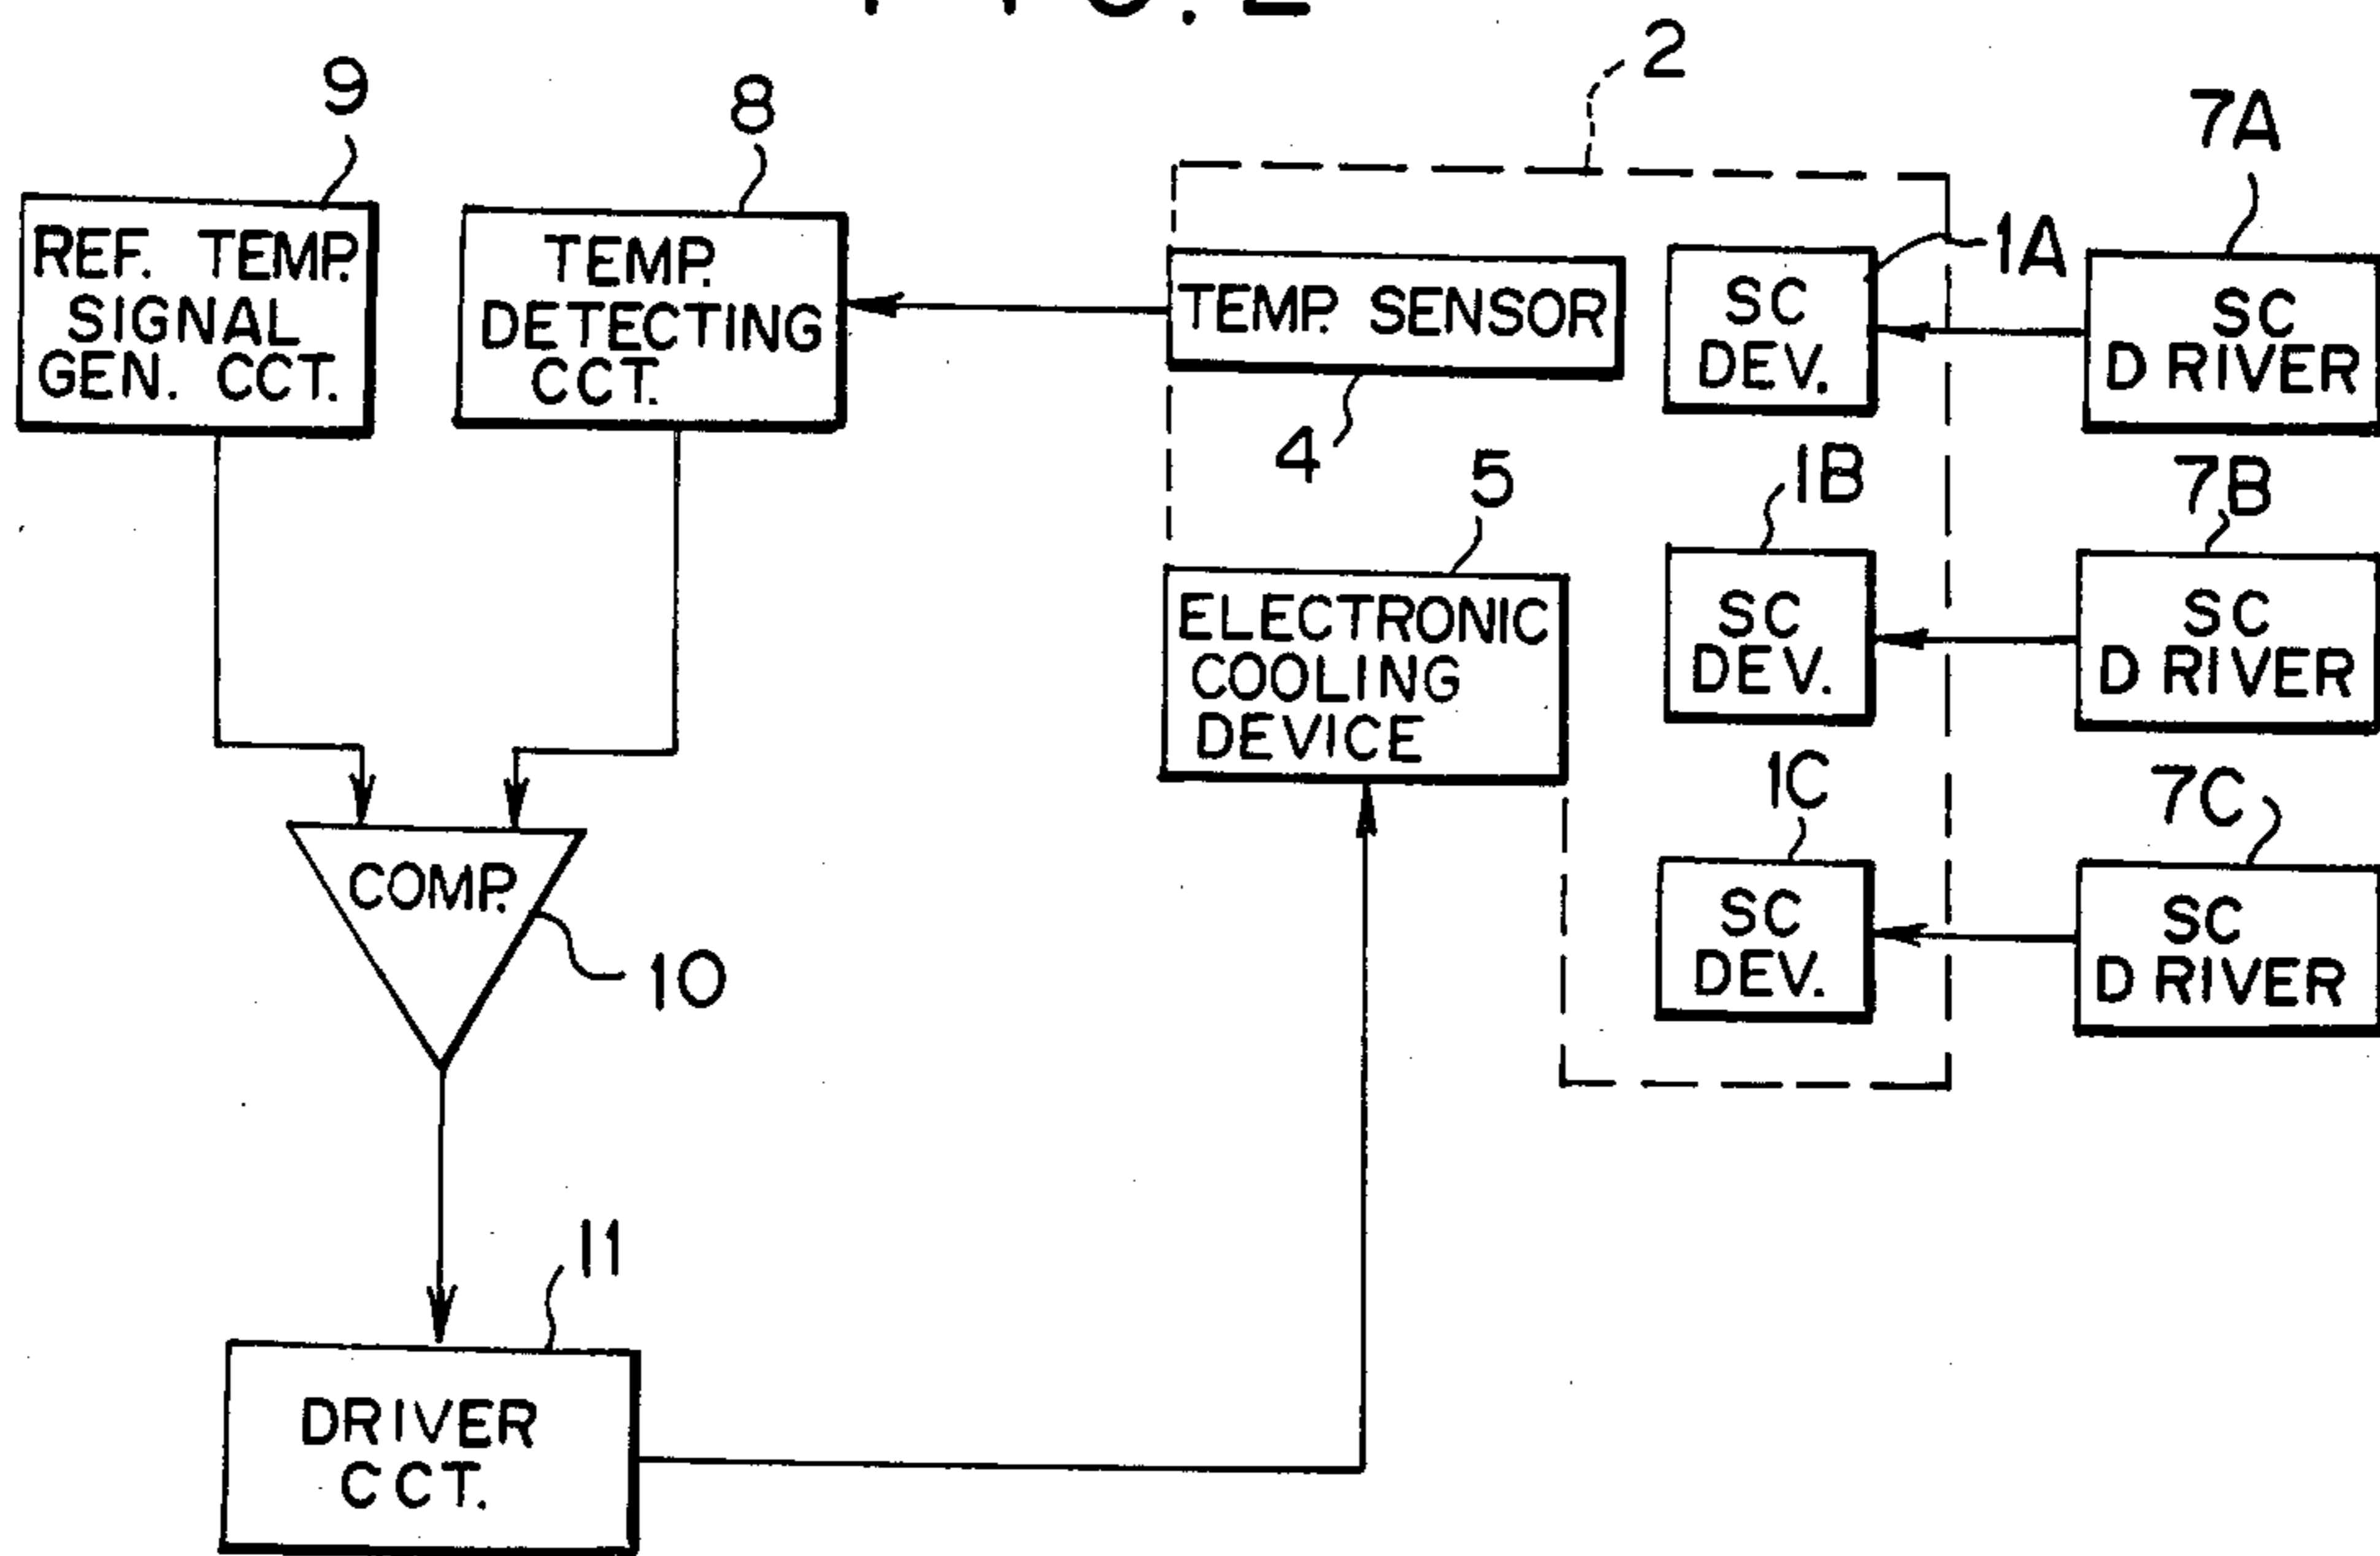 FIG. 2
2
9
8
7A
REF. TEMP.
SIGNAL
GEN. CCT.
TEMP.
DETECTING
CCT.
TEMP. SENSOR
4
SC
DEV.
1A
SC
DRIVER
5
1B
7B
ELECTRONIC
COOLING
DEVICE
SC
DEV.
SC
DRIVER
1C
7C
COMP.
10
SC
DEV.
SC
DRIVER
11
DRIVER
CCT.